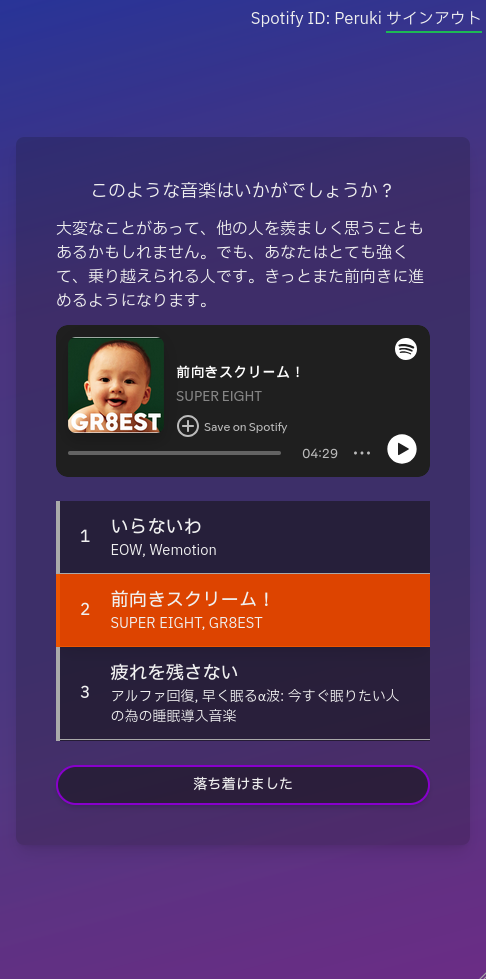 Spotify ID: Peruki サインアウト
このような音楽はいかがでしょうか？
大変なことがあって、他の人を羨ましく思うことも
あるかもしれません。でも、あなたはとても強く
て、乗り越えられる人です。きっとまた前向きに進
めるようになります。
GR8EST
前向きスクリーム！
SUPER EIGHT
Save on Spotify
04:29
1 いらないわ
EOW, Wemotion
2 前向きスクリーム！
SUPER EIGHT, GR8EST
3 疲れを残さない
アルファ回復, 早く眠るα波: 今すぐ眠りたい人
の為の睡眠導入音楽
落ち着けました